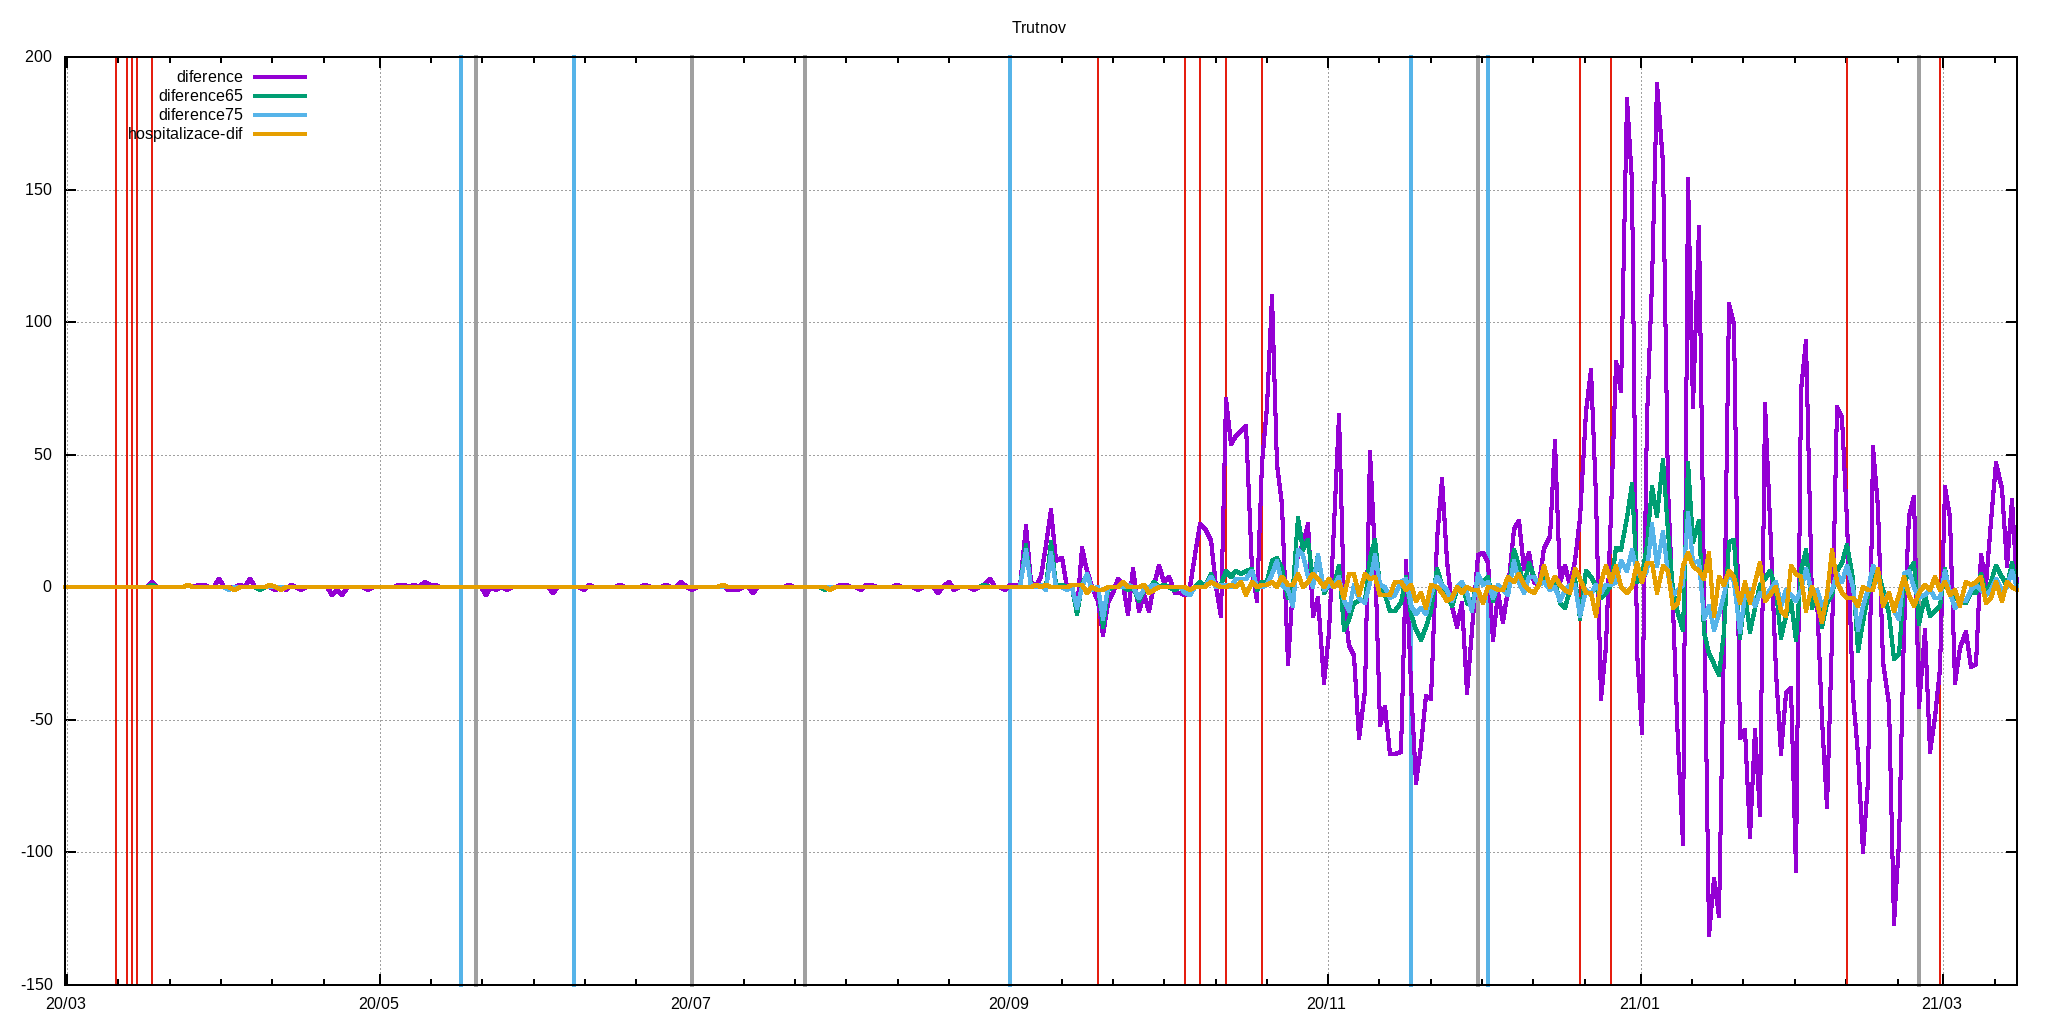 Trutnov
200
150
100
50
0
-50
-100
-150
diference
diference65
diference75
hospitalizace-dif
20/03 20/05 20/07 20/09 20/11 21/01 21/03